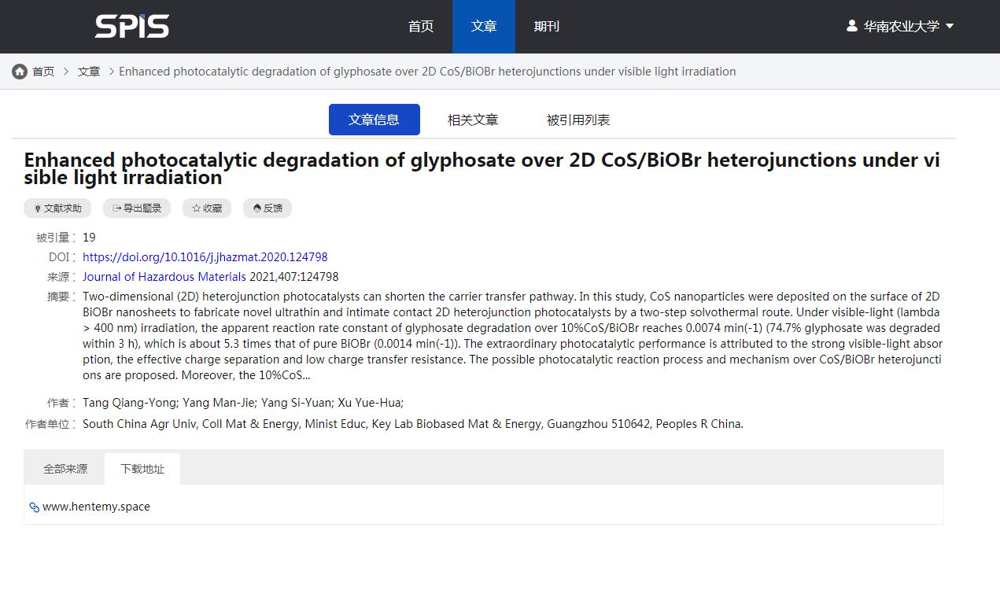 SPIS
首页 文章 期刊 华南农业大学
首页 > 文章 > Enhanced photocatalytic degradation of glyphosate over 2D CoS/BiOBr heterojunctions under visible light irradiation
文章信息 相关文章 被引用列表
Enhanced photocatalytic degradation of glyphosate over 2D CoS/BiOBr heterojunctions under vi
sible light irradiation
文献求助 导出题录 收藏 反馈
被引量： 19
DOI： https://doi.org/10.1016/j.jhazmat.2020.124798
来源： Journal of Hazardous Materials 2021,407:124798
摘要： Two-dimensional (2D) heterojunction photocatalysts can shorten the carrier transfer pathway. In this study, CoS nanoparticles were deposited on the surface of 2D
BiOBr nanosheets to fabricate novel ultrathin and intimate contact 2D heterojunction photocatalysts by a two-step solvothermal route. Under visible-light (lambda
> 400 nm) irradiation, the apparent reaction rate constant of glyphosate degradation over 10%CoS/BiOBr reaches 0.0074 min(-1) (74.7% glyphosate was degraded
within 3 h), which is about 5.3 times that of pure BiOBr (0.0014 min(-1)). The extraordinary photocatalytic performance is attributed to the strong visible-light absor
ption, the effective charge separation and low charge transfer resistance. The possible photocatalytic reaction process and mechanism over CoS/BiOBr heterojuncti
ons are proposed. Moreover, the 10%CoS...
作者： Tang Qiang-Yong; Yang Man-Jie; Yang Si-Yuan; Xu Yue-Hua;
作者单位： South China Agr Univ, Coll Mat & Energy, Minist Educ, Key Lab Biobased Mat & Energy, Guangzhou 510642, Peoples R China.
全部来源 下载地址
www.hentemy.space